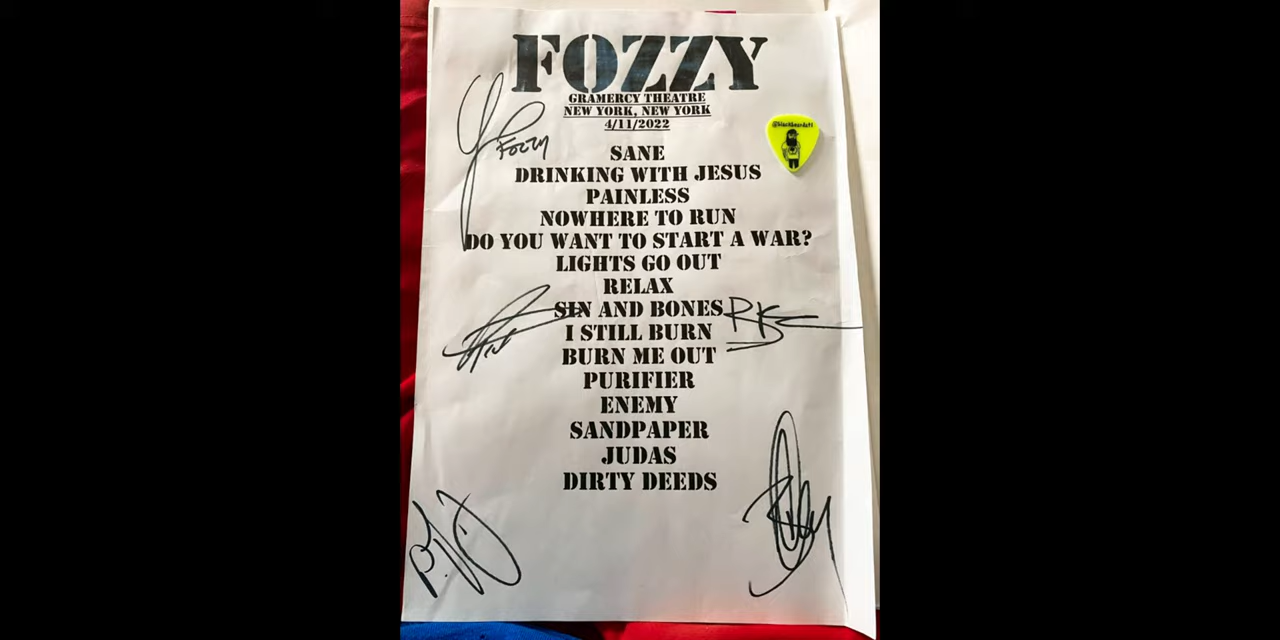 FOZZY
GRAMERCY THEATRE
NEW YORK, NEW YORK
4/11/2022
@blackbeardatl
FOZZY
SANE
DRINKING WITH JESUS
PAINLESS
NOWHERE TO RUN
DO YOU WANT TO START A WAR?
LIGHTS GO OUT
RELAX
SIN AND BONES
I STILL BURN
BURN ME OUT
PURIFIER
ENEMY
SANDPAPER
JUDAS
DIRTY DEEDS